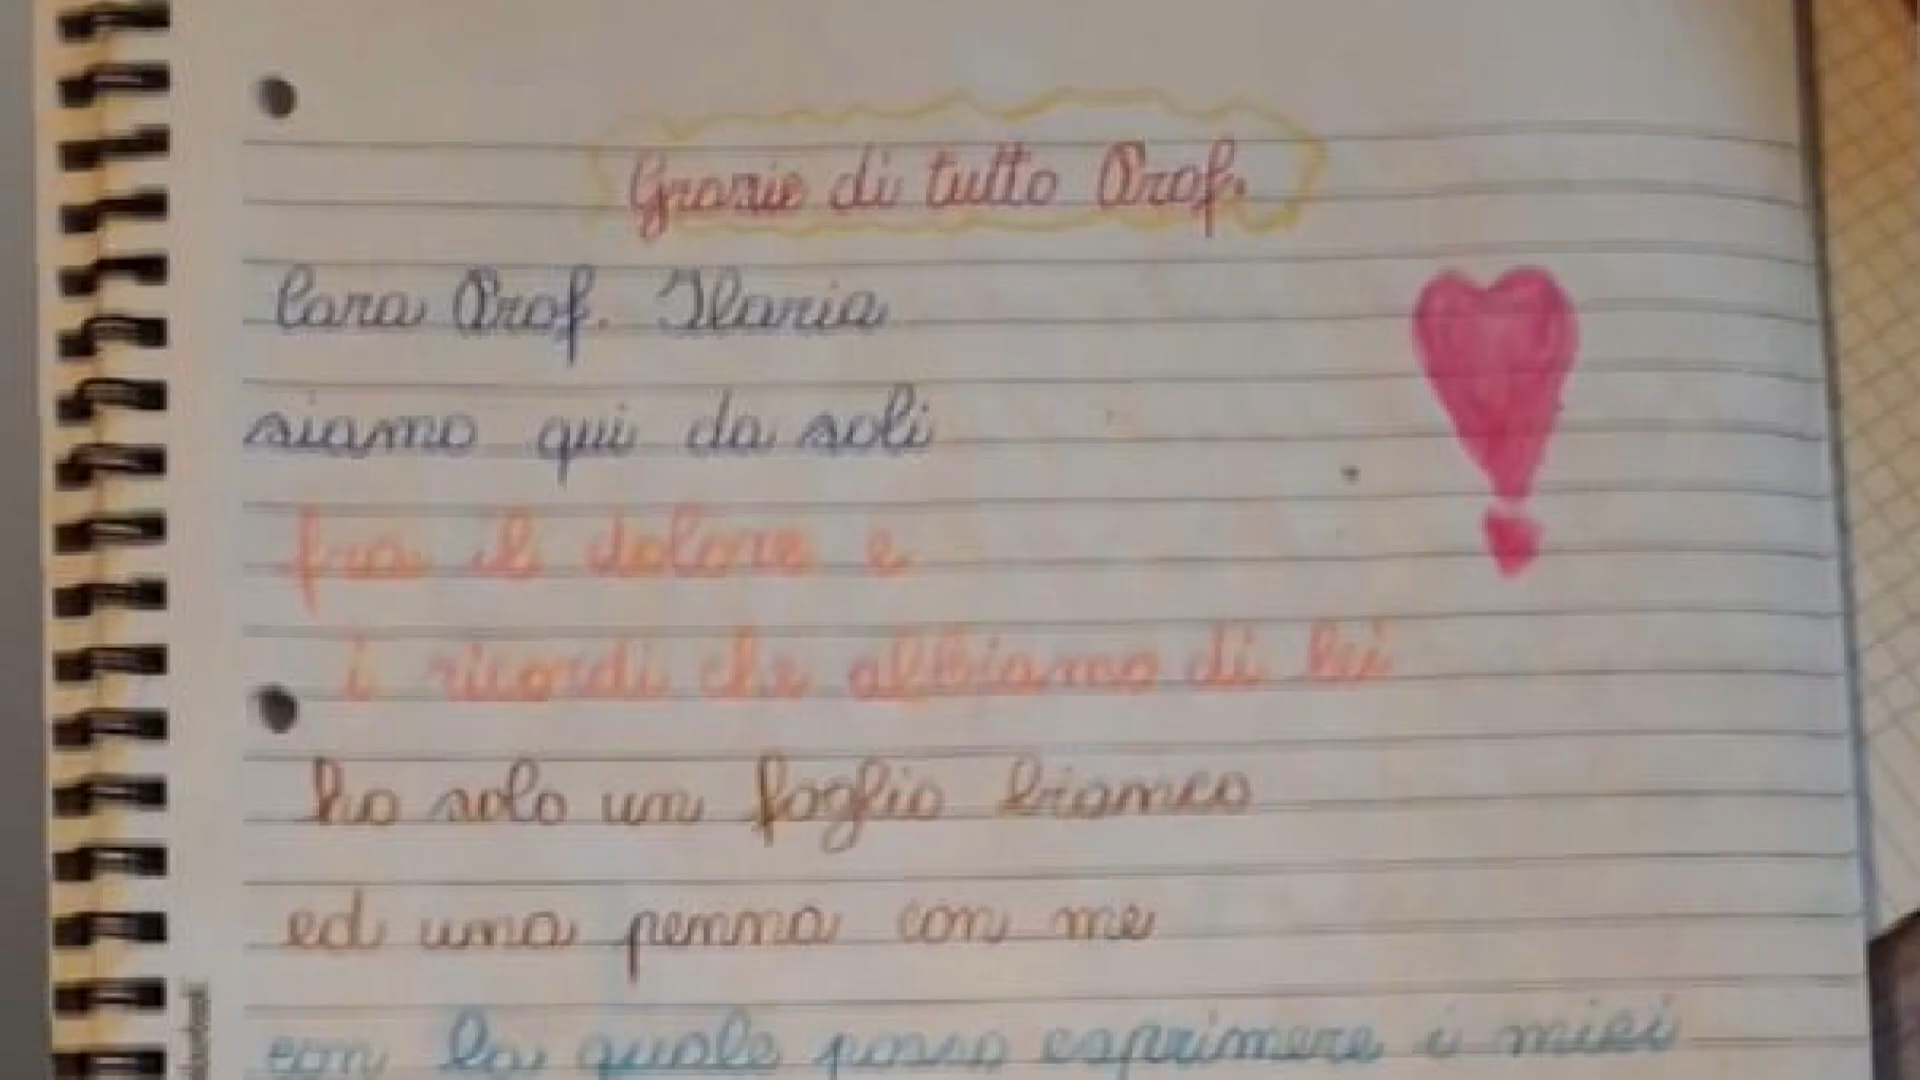 Grazie di tutto Prof.
Cara Prof. Ilaria
siamo qui da soli
fra il dolore e
i ricordi che abbiamo di lei
ho solo un foglio bianco
ed una penna con me
con la quale posso esprimere i miei